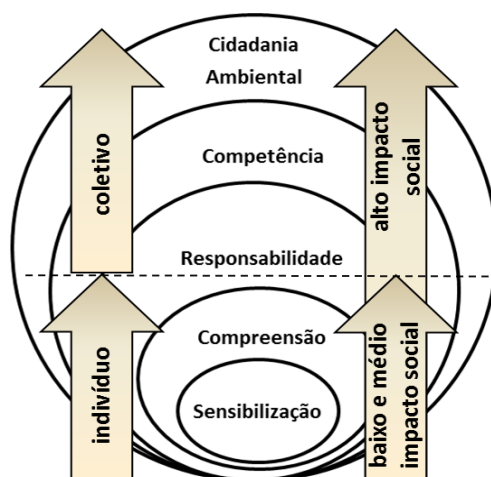 Cidadania
Ambiental
Competência
Responsabilidade
Compreensão
Sensibilização
coletivo
indivíduo
alto impacto
social
baixo e médio
impacto social